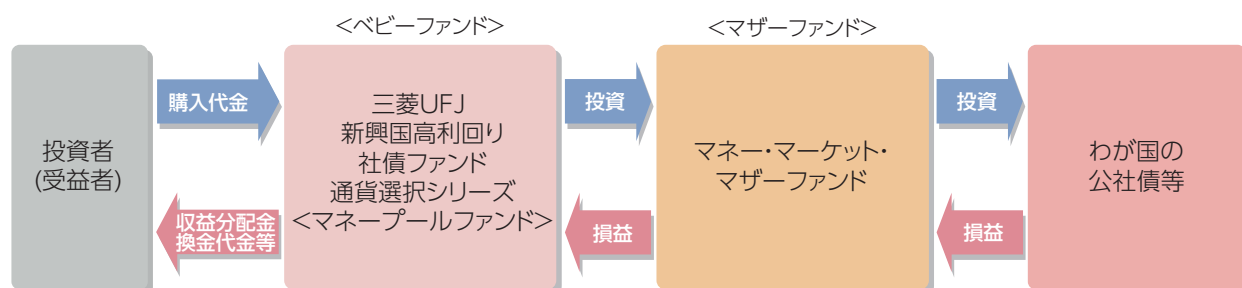 <ベビーファンド>
<マザーファンド>
投資者
(受益者)
購入代金
収益分配金
換金代金等
三菱UFJ
新興国高利回り
社債ファンド
通貨選択シリーズ
<マネープールファンド>
投資
損益
マネー・マーケット・
マザーファンド
投資
損益
わが国の
公社債等